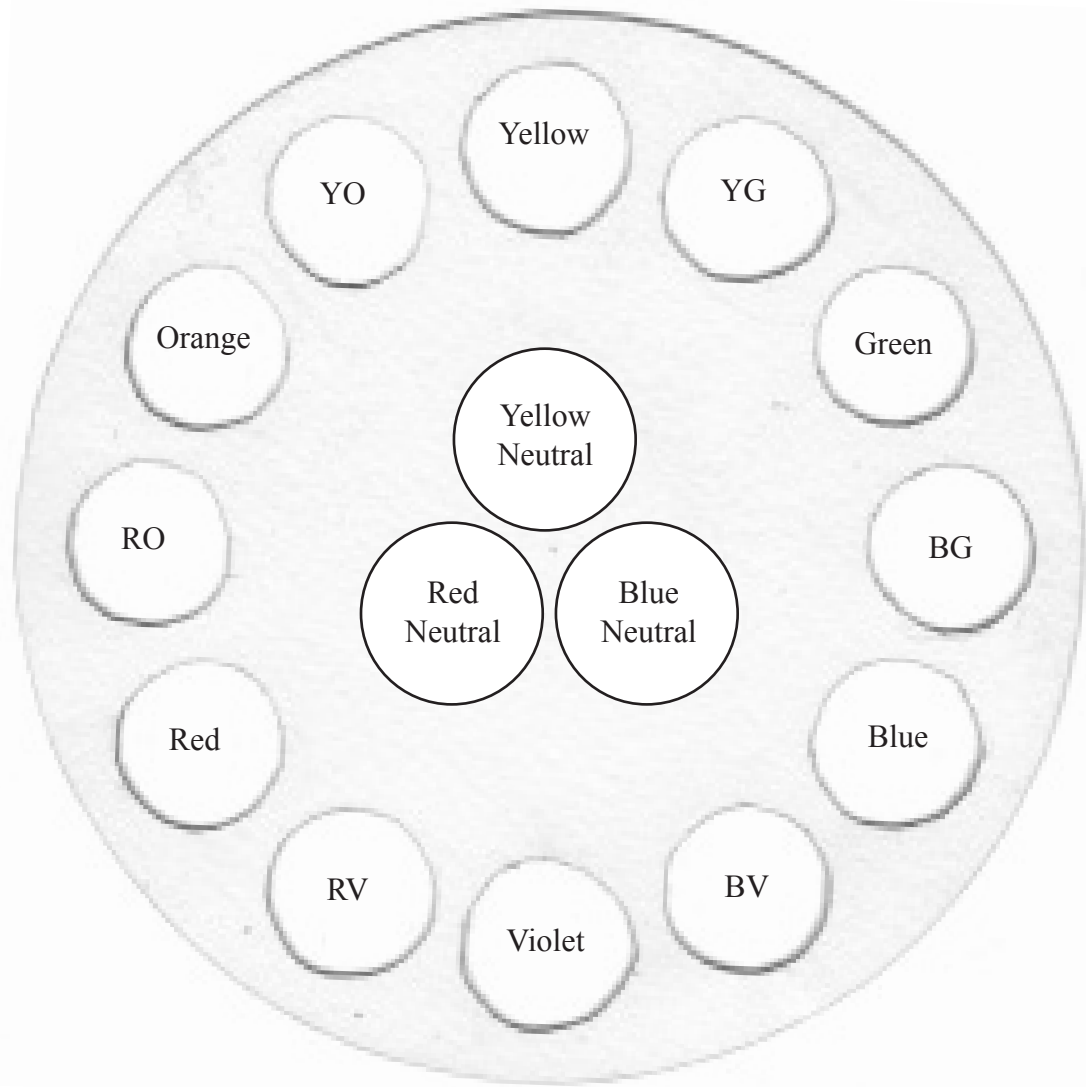 Yellow
YO
YG
Orange
Green
Yellow
Neutral
RO
BG
Red
Neutral
Blue
Neutral
Red
Blue
RV
BV
Violet